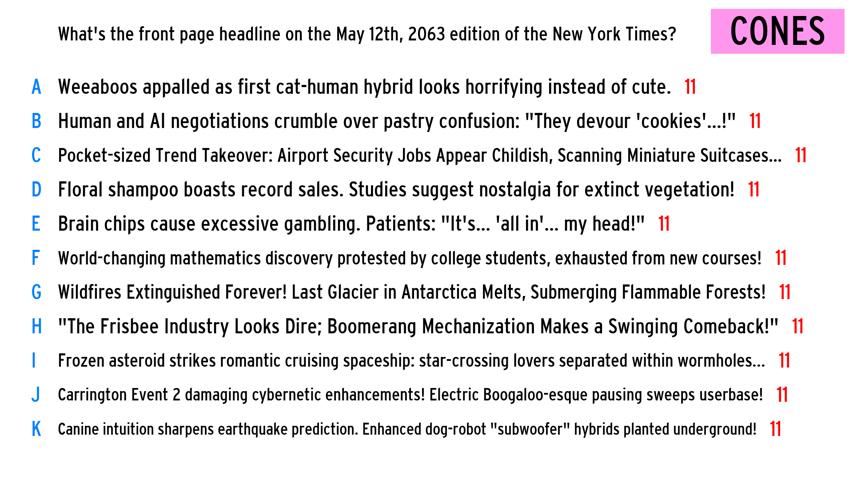 What's the front page headline on the May 12th, 2063 edition of the New York Times? CONES
A Weeaboos appalled as first cat-human hybrid looks horrifying instead of cute. 11
B Human and AI negotiations crumble over pastry confusion: "They devour 'cookies'...!" 11
C Pocket-sized Trend Takeover: Airport Security Jobs Appear Childish, Scanning Miniature Suitcases... 11
D Floral shampoo boasts record sales. Studies suggest nostalgia for extinct vegetation! 11
E Brain chips cause excessive gambling. Patients: "It's... 'all in'... my head!" 11
F World-changing mathematics discovery protested by college students, exhausted from new courses! 11
G Wildfires Extinguished Forever! Last Glacier in Antarctica Melts, Submerging Flammable Forests! 11
H "The Frisbee Industry Looks Dire; Boomerang Mechanization Makes a Swinging Comeback!" 11
I Frozen asteroid strikes romantic cruising spaceship: star-crossing lovers separated within wormholes... 11
J Carrington Event 2 damaging cybernetic enhancements! Electric Boogaloo-esque pausing sweeps userbase! 11
K Canine intuition sharpens earthquake prediction. Enhanced dog-robot "subwoofer" hybrids planted underground! 11